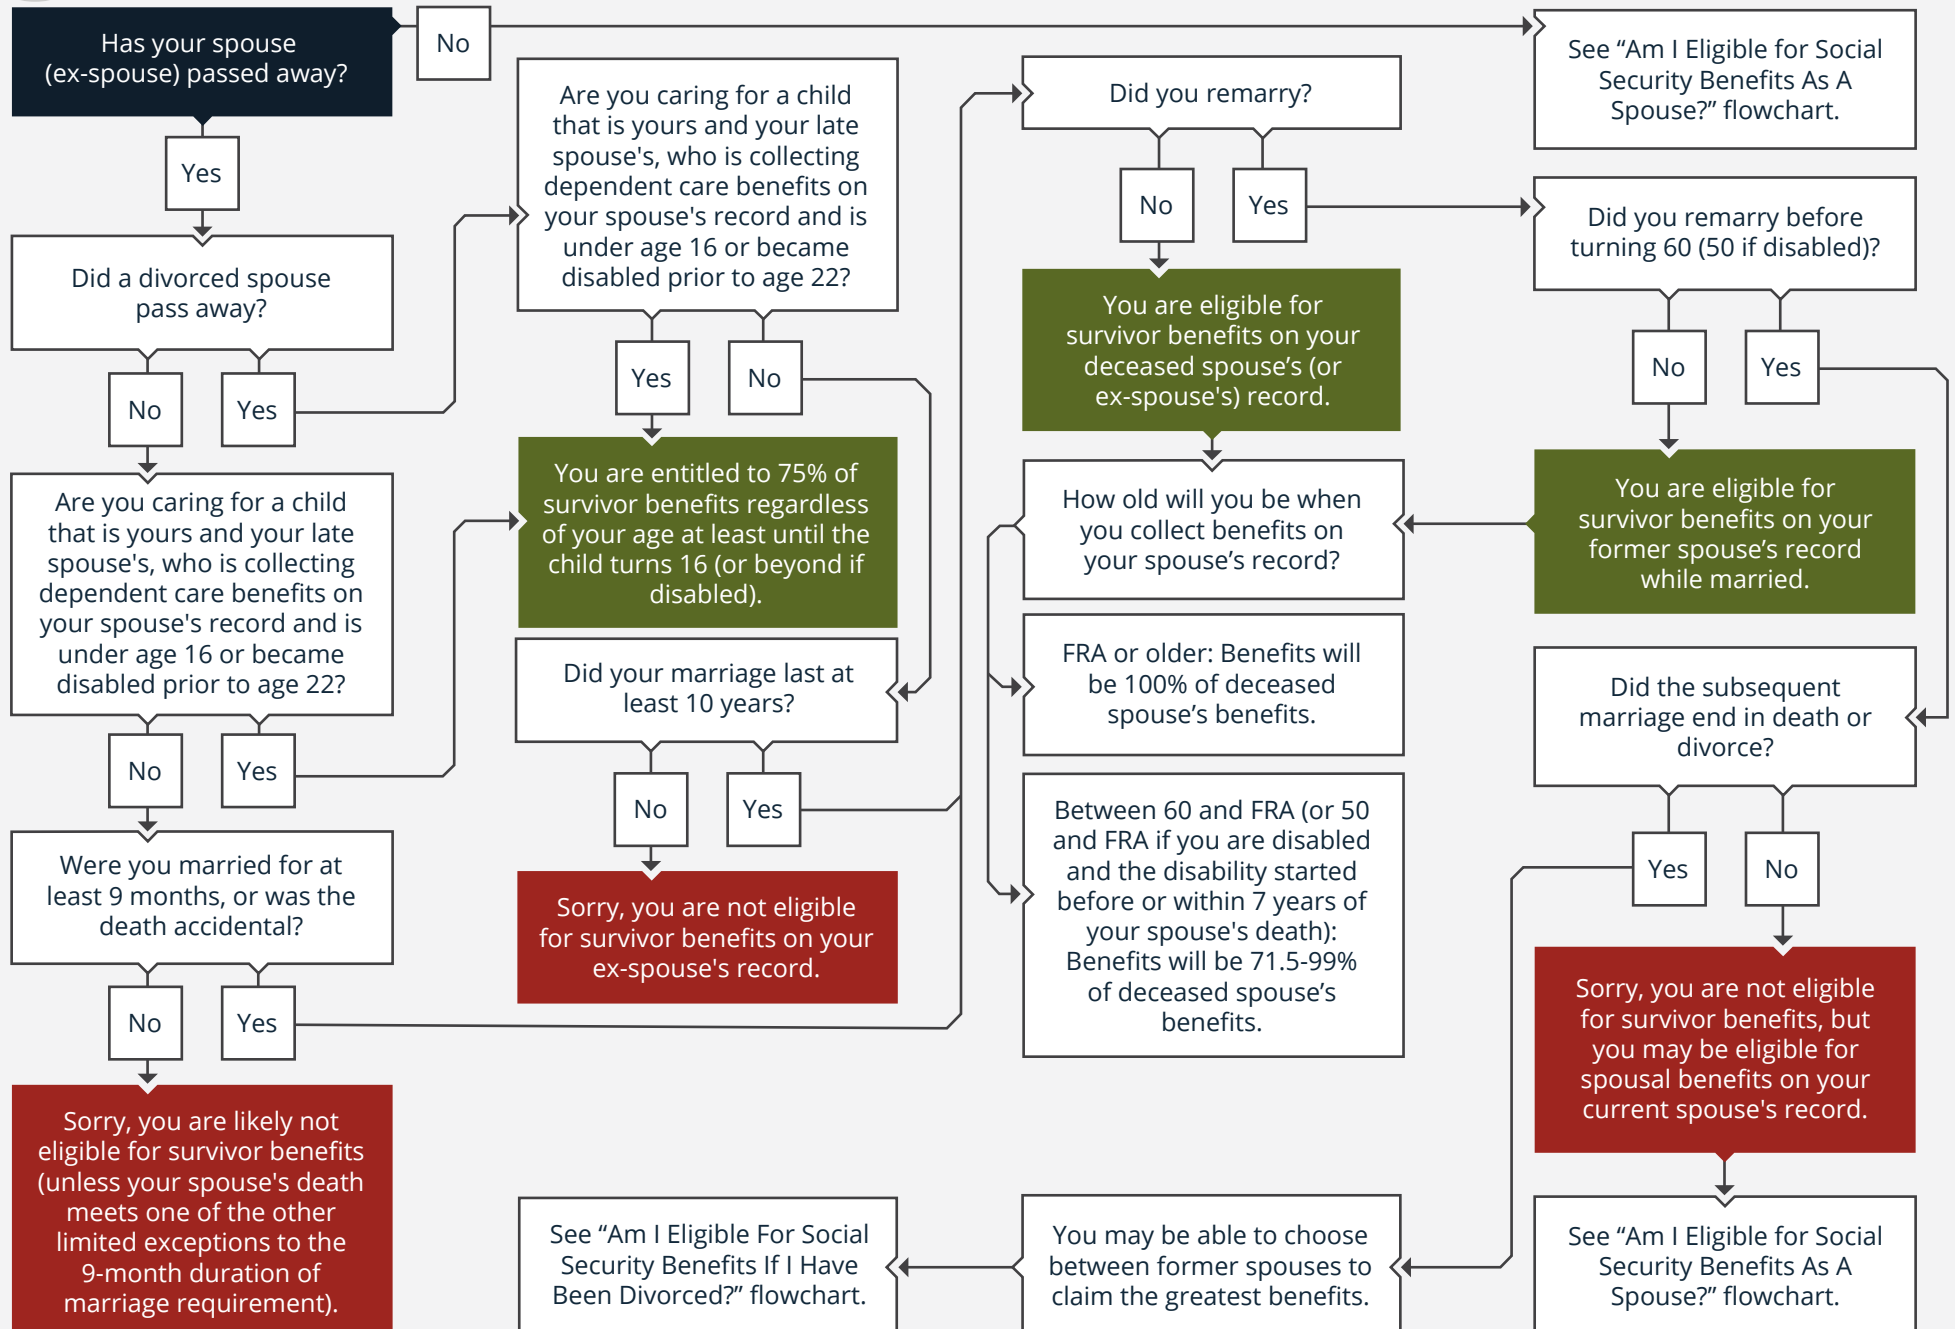 Has your spouse
(ex-spouse) passed away?
No
Yes
Did a divorced spouse
pass away?
No
Yes
Are you caring for a child
that is yours and your late
spouse's, who is collecting
dependent care benefits on
your spouse's record and is
under age 16 or became
disabled prior to age 22?
No
Yes
Were you married for at
least 9 months, or was the
death accidental?
No
Yes
Sorry, you are likely not
eligible for survivor benefits
(unless your spouse's death
meets one of the other
limited exceptions to the
9-month duration of
marriage requirement).
Are you caring for a child
that is yours and your late
spouse's, who is collecting
dependent care benefits on
your spouse's record and is
under age 16 or became
disabled prior to age 22?
Yes
No
You are entitled to 75% of
survivor benefits regardless
of your age at least until the
child turns 16 (or beyond if
disabled).
Did your marriage last at
least 10 years?
No
Yes
Sorry, you are not eligible
for survivor benefits on your
ex-spouse's record.
See “Am I Eligible For Social
Security Benefits If I Have
Been Divorced?” flowchart.
Did you remarry?
No
Yes
You are eligible for
survivor benefits on your
deceased spouse’s (or
ex-spouse's) record.
How old will you be when
you collect benefits on
your spouse’s record?
FRA or older: Benefits will
be 100% of deceased
spouse’s benefits.
Between 60 and FRA (or 50
and FRA if you are disabled
and the disability started
before or within 7 years of
your spouse's death):
Benefits will be 71.5-99%
of deceased spouse’s
benefits.
You may be able to choose
between former spouses to
claim the greatest benefits.
See “Am I Eligible for Social
Security Benefits As A
Spouse?” flowchart.
Did you remarry before
turning 60 (50 if disabled)?
No
Yes
You are eligible for
survivor benefits on your
former spouse’s record
while married.
Did the subsequent
marriage end in death or
divorce?
Yes
No
Sorry, you are not eligible
for survivor benefits, but
you may be eligible for
spousal benefits on your
current spouse's record.
See “Am I Eligible for Social
Security Benefits As A
Spouse?” flowchart.